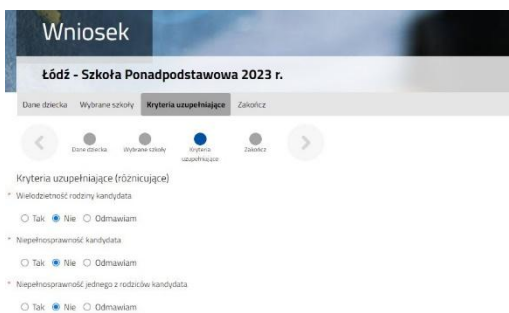 Wniosek
Łódź - Szkoła Ponadpodstawowa 2023 r.
Dane dziecka Wybrane szkoły Kryteria uzupełniające Zakończ
Dane dziecka Wybrane szkoły Kryteria uzupełniające Zakończ
Kryteria uzupełniające (różnicujące)
* Wielodzietność rodziny kandydata
Tak Nie Odmawiam
* Niepełnosprawność kandydata
Tak Nie Odmawiam
* Niepełnosprawność jednego z rodziców kandydata
Tak Nie Odmawiam